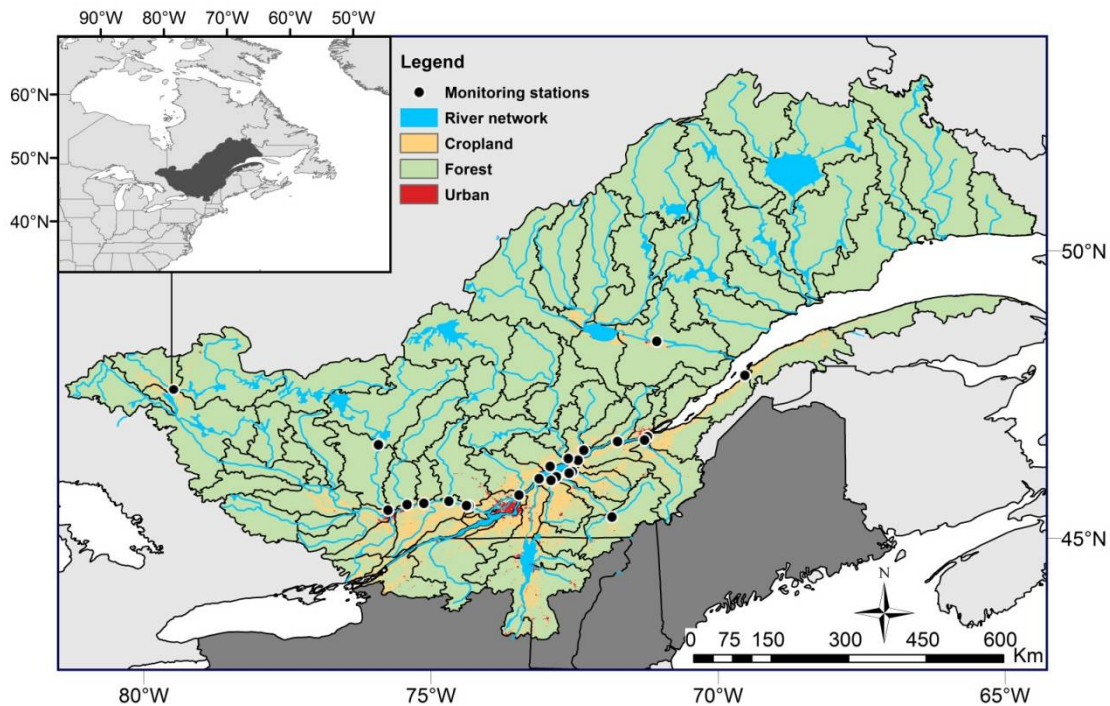 90°W 80°W 70°W 60°W 50°W
60°N
50°N
40°N
Legend
Monitoring stations
River network
Cropland
Forest
Urban
50°N
45°N
N
0 75 150 300 450 600
Km
80°W 75°W 70°W 65°W